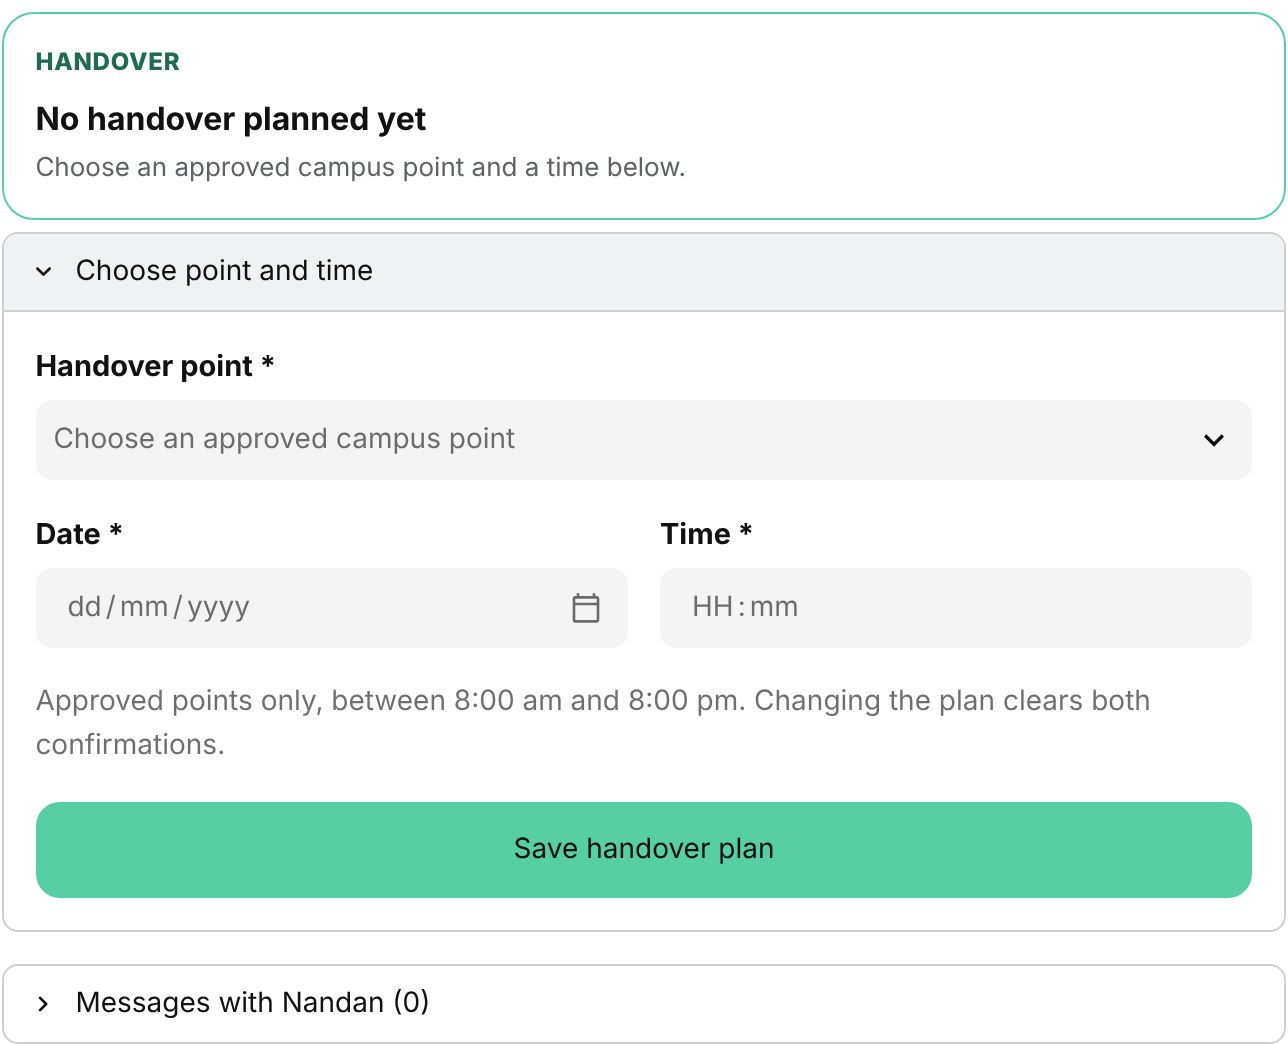 HANDOVER
No handover planned yet
Choose an approved campus point and a time below.
Choose point and time
Handover point *
Choose an approved campus point
Date *
Time *
dd/mm/yyyy
HH:mm
Approved points only, between 8:00 am and 8:00 pm. Changing the plan clears both
confirmations.
Save handover plan
Messages with Nandan (0)